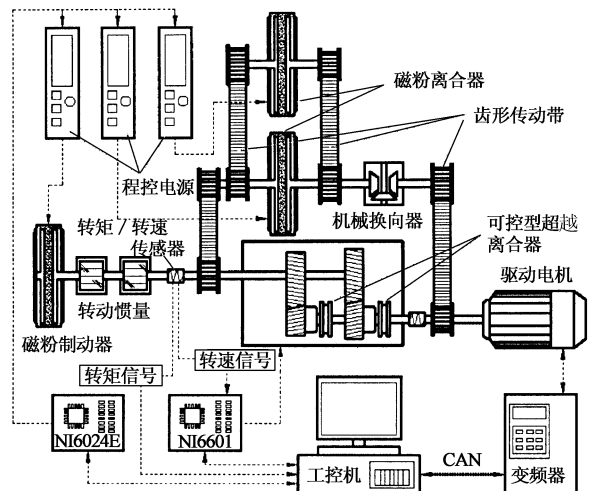 磁粉离合器
齿形传动带
程控电源
机械换向器
转矩/转速
传感器
可控型超越
离合器
驱动电机
转动惯量
磁粉制动器
转矩信号
转速信号
NI6024E
NI6601
工控机
CAN
变频器